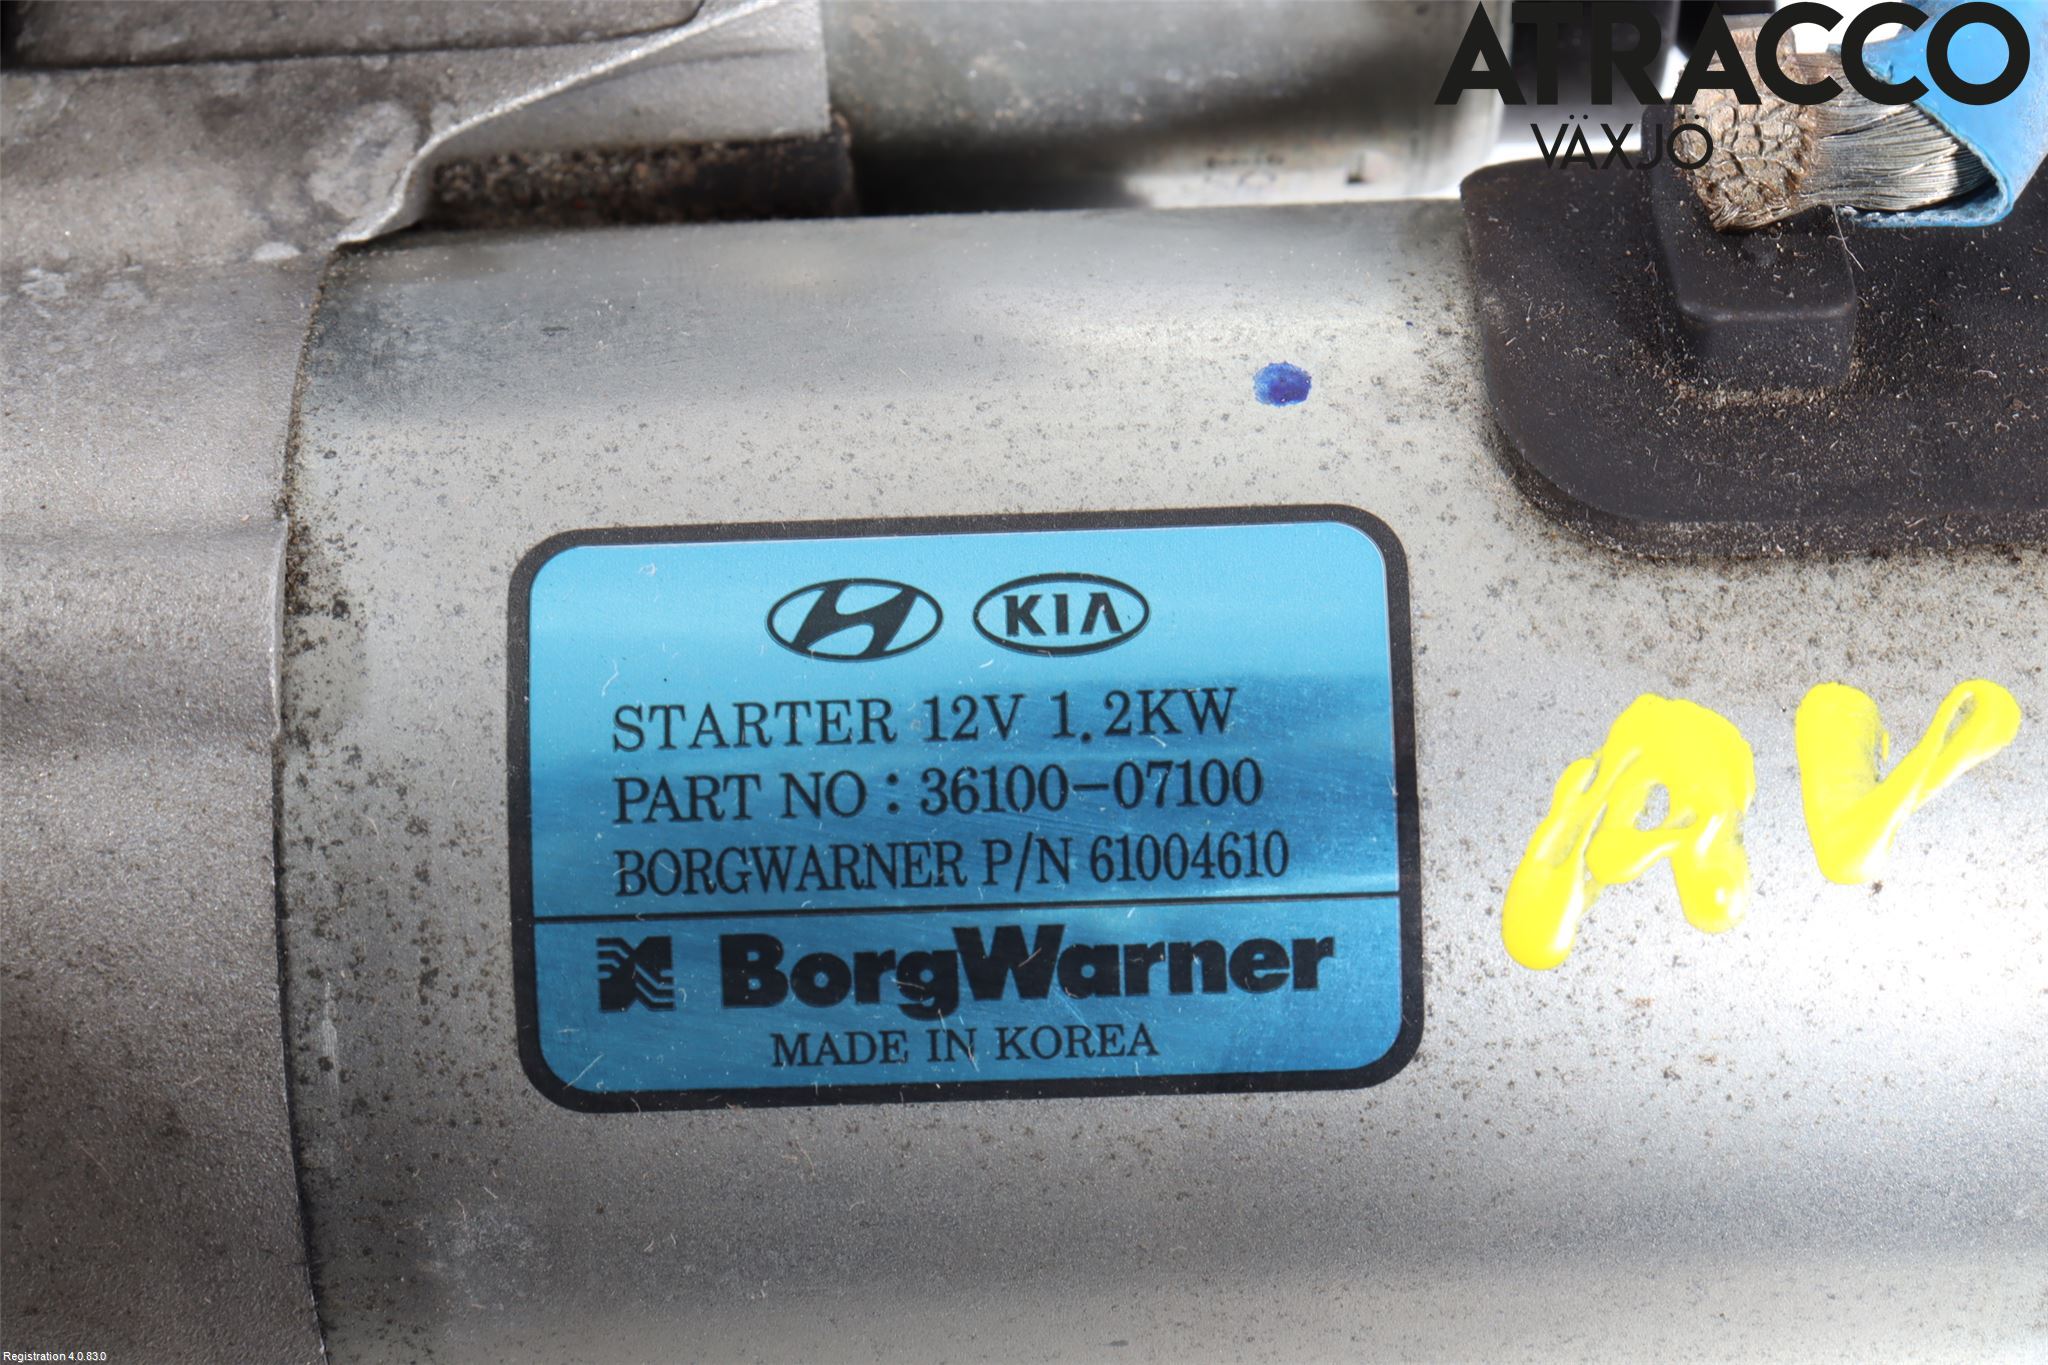 ATRACCO
VÄXJÖ
KIA
STARTER 12V 1.2KW
PART NO : 36100-07100
BORGWARNER P/N 61004610
BorgWarner
MADE IN KOREA
AV
Registration 4.0.83.0